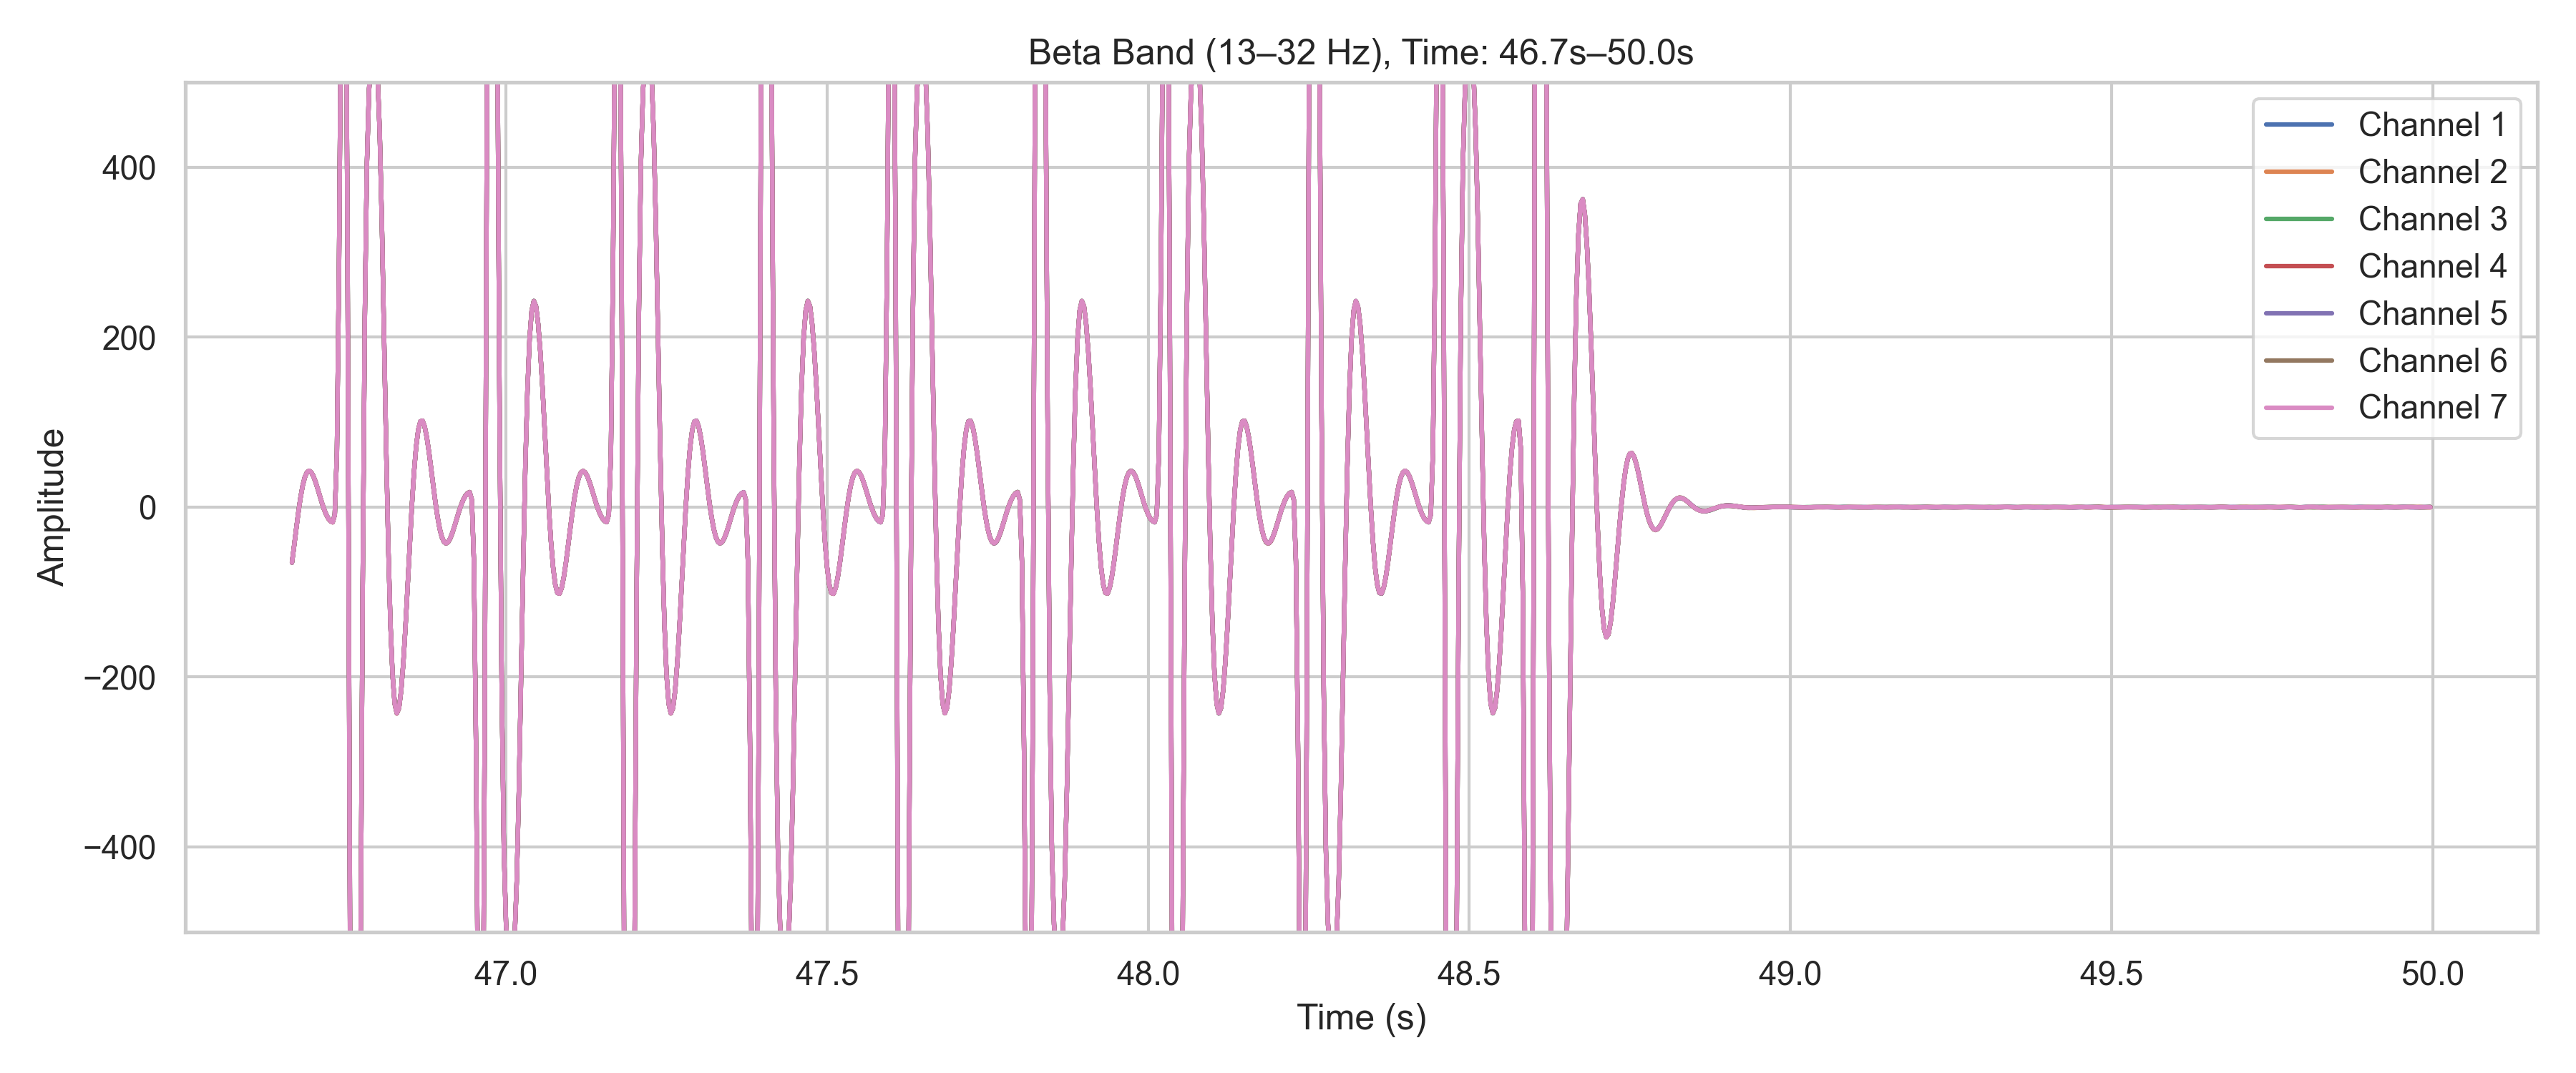 Beta Band (13–32 Hz), Time: 46.7s–50.0s
Channel 1
Channel 2
Channel 3
Channel 4
Channel 5
Channel 6
Channel 7
Amplitude
400
200
0
−200
−400
47.0 47.5 48.0 48.5 49.0 49.5 50.0
Time (s)